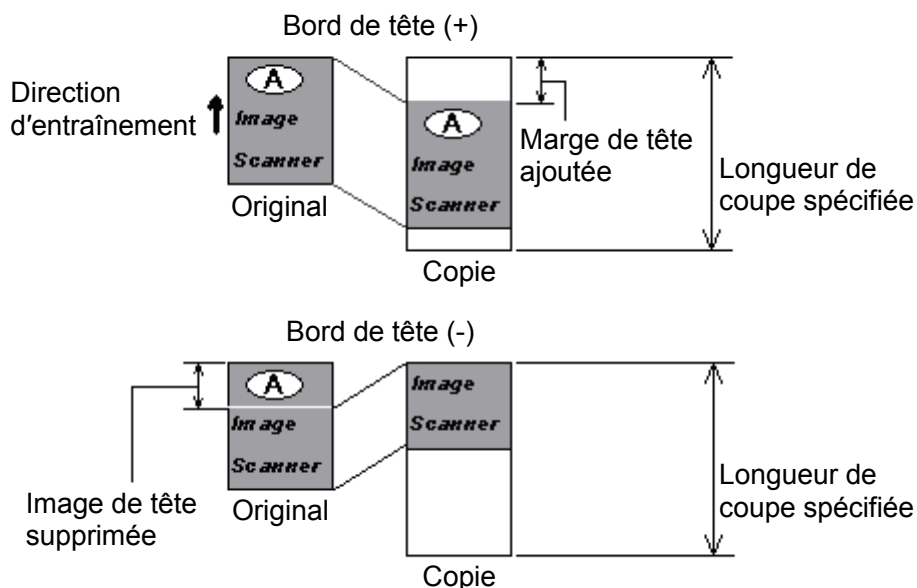 Bord de tête (+)
Direction
d'entraînement
A
Image
Scanner
Original
A
Image
Scanner
Copie
Marge de tête
ajoutée
Longueur de
coupe spécifiée
Bord de tête (-)
A
Image
Scanner
Original
Image de tête
supprimée
Image
Scanner
Copie
Longueur de
coupe spécifiée